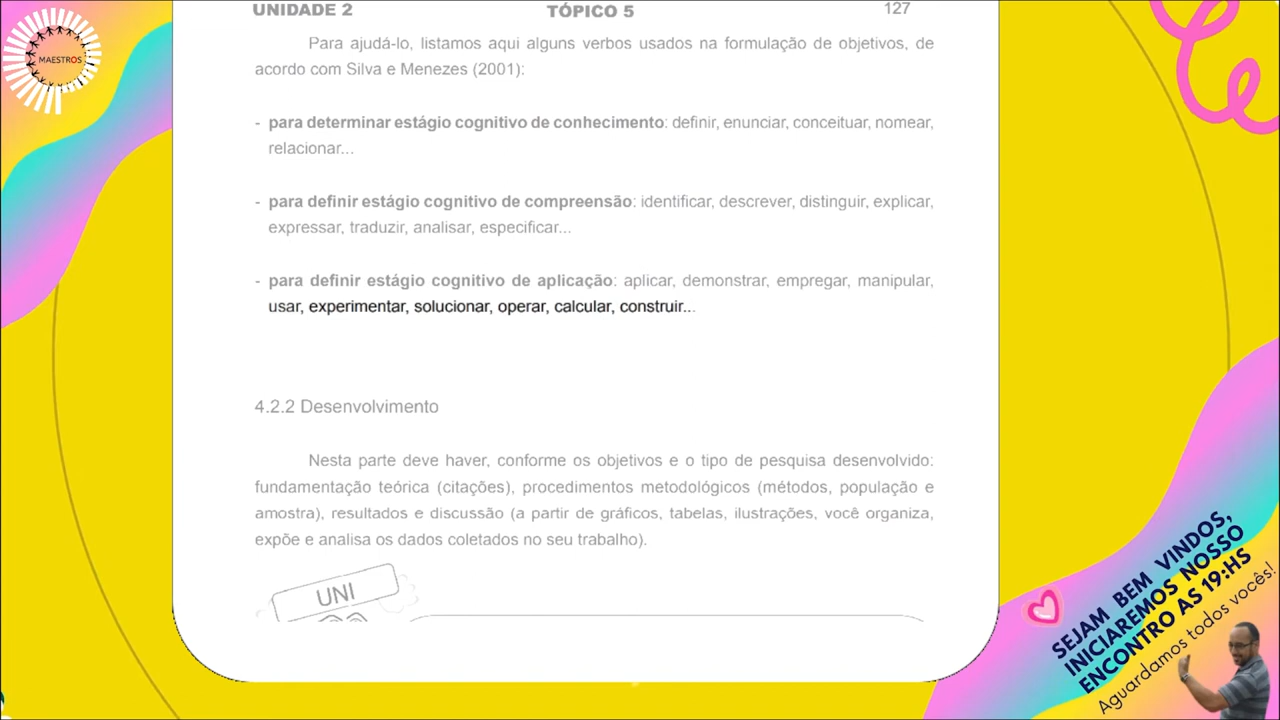 MAESTROS
UNIDADE 2 TÓPICO 5 127
Para ajudá-lo, listamos aqui alguns verbos usados na formulação de objetivos, de
acordo com Silva e Menezes (2001):
- para determinar estágio cognitivo de conhecimento: definir, enunciar, conceituar, nomear,
relacionar...
- para definir estágio cognitivo de compreensão: identificar, descrever, distinguir, explicar,
expressar, traduzir, analisar, especificar...
- para definir estágio cognitivo de aplicação: aplicar, demonstrar, empregar, manipular,
usar, experimentar, solucionar, operar, calcular, construir...
4.2.2 Desenvolvimento
Nesta parte deve haver, conforme os objetivos e o tipo de pesquisa desenvolvido:
fundamentação teórica (citações), procedimentos metodológicos (métodos, população e
amostra), resultados e discussão (a partir de gráficos, tabelas, ilustrações, você organiza,
expõe e analisa os dados coletados no seu trabalho).
UNI
SEJAM BEM VINDOS,
INICIAREMOS NOSSO
ENCONTRO AS 19:HS
Aguardamos todos vocês!